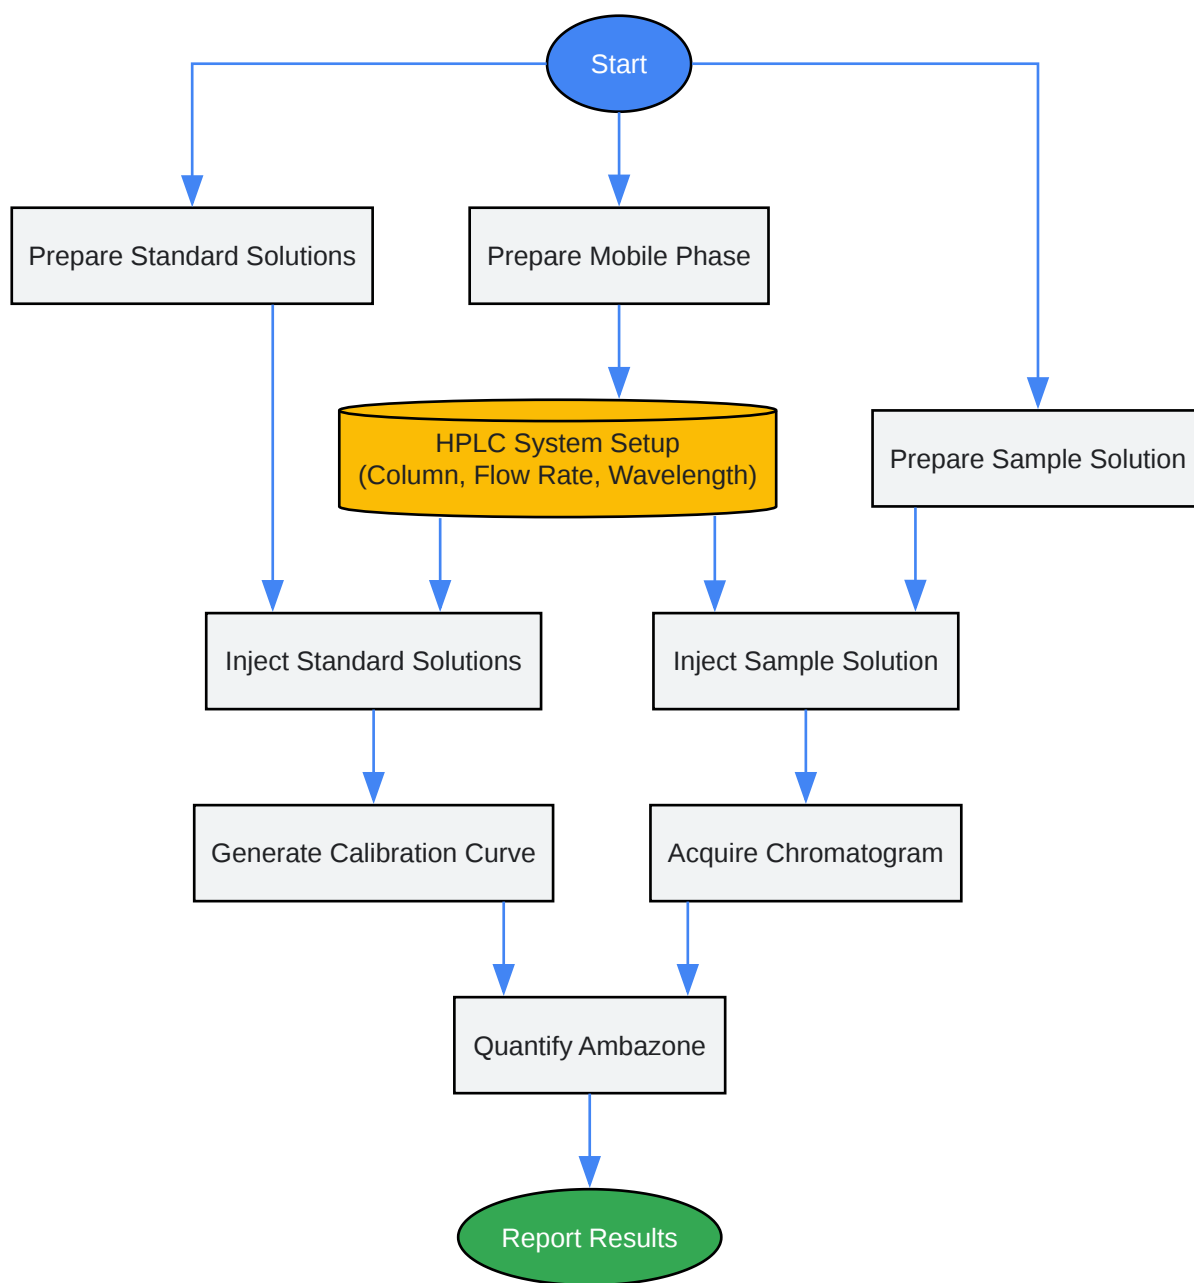 Start
Prepare Standard Solutions
Prepare Mobile Phase
HPLC System Setup
(Column, Flow Rate, Wavelength)
Prepare Sample Solution
Inject Standard Solutions
Inject Sample Solution
Generate Calibration Curve
Acquire Chromatogram
Quantify Ambazone
Report Results